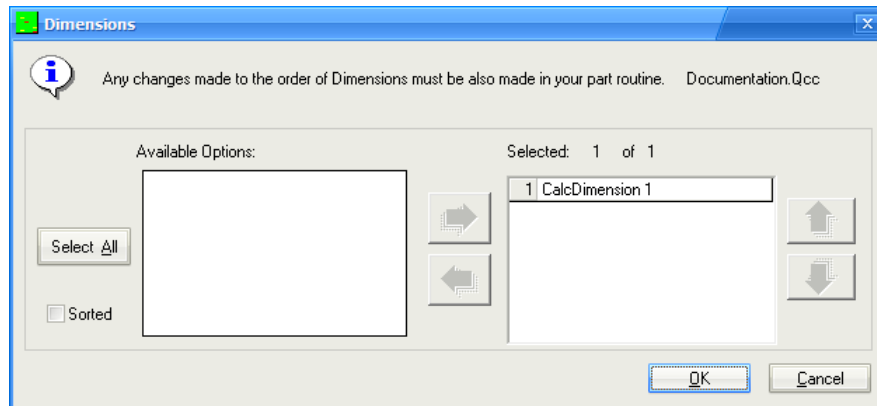 Dimensions
Any changes made to the order of Dimensions must be also made in your part routine. Documentation.Qcc
Available Options:
Selected: 1 of 1
1 CalcDimension 1
Select All
Sorted
OK
Cancel